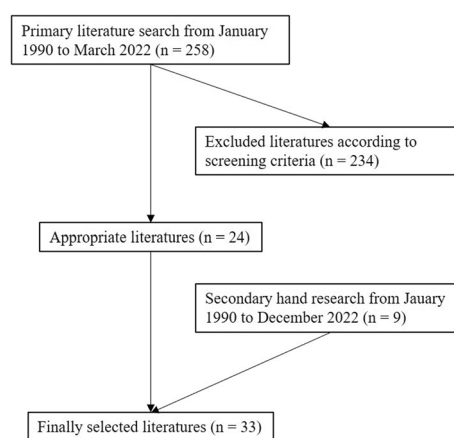 Primary literature search from January
1990 to March 2022 (n = 258)
Excluded literatures according to
screening criteria (n = 234)
Appropriate literatures (n = 24)
Secondary hand research from Jauary
1990 to December 2022 (n = 9)
Finally selected literatures (n = 33)